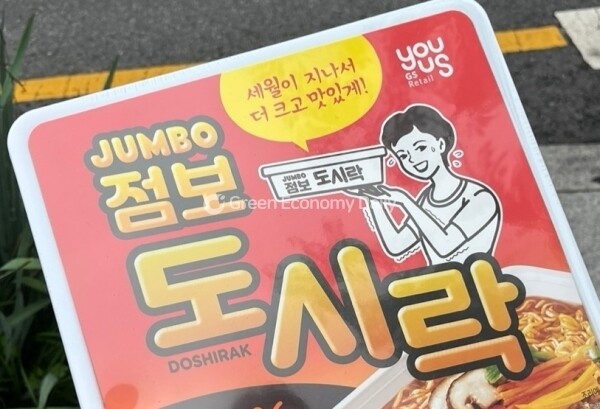 세월이 지나서
더 크고 맛있게!
you
us
GS
Retail
JUMBO
점보
JUMBO
점보 도시락
Green Economy
도시락
DOSHIRAK